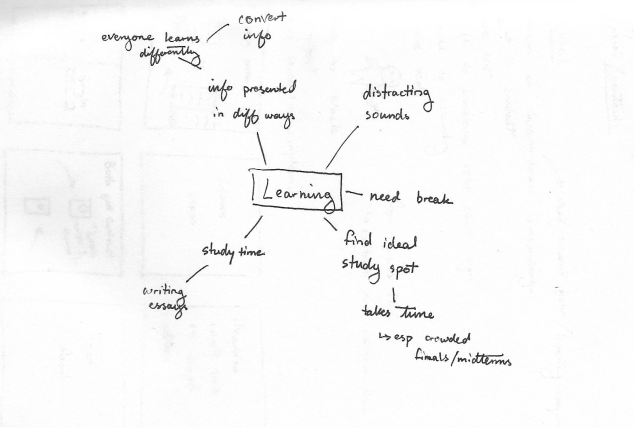 convert
info
everyone learns
differently
info presented
in diff ways
distracting
sounds
Learning
need break
study time
find ideal
study spot
writing
essays
takes time
↳ esp crowded
finals/midterms